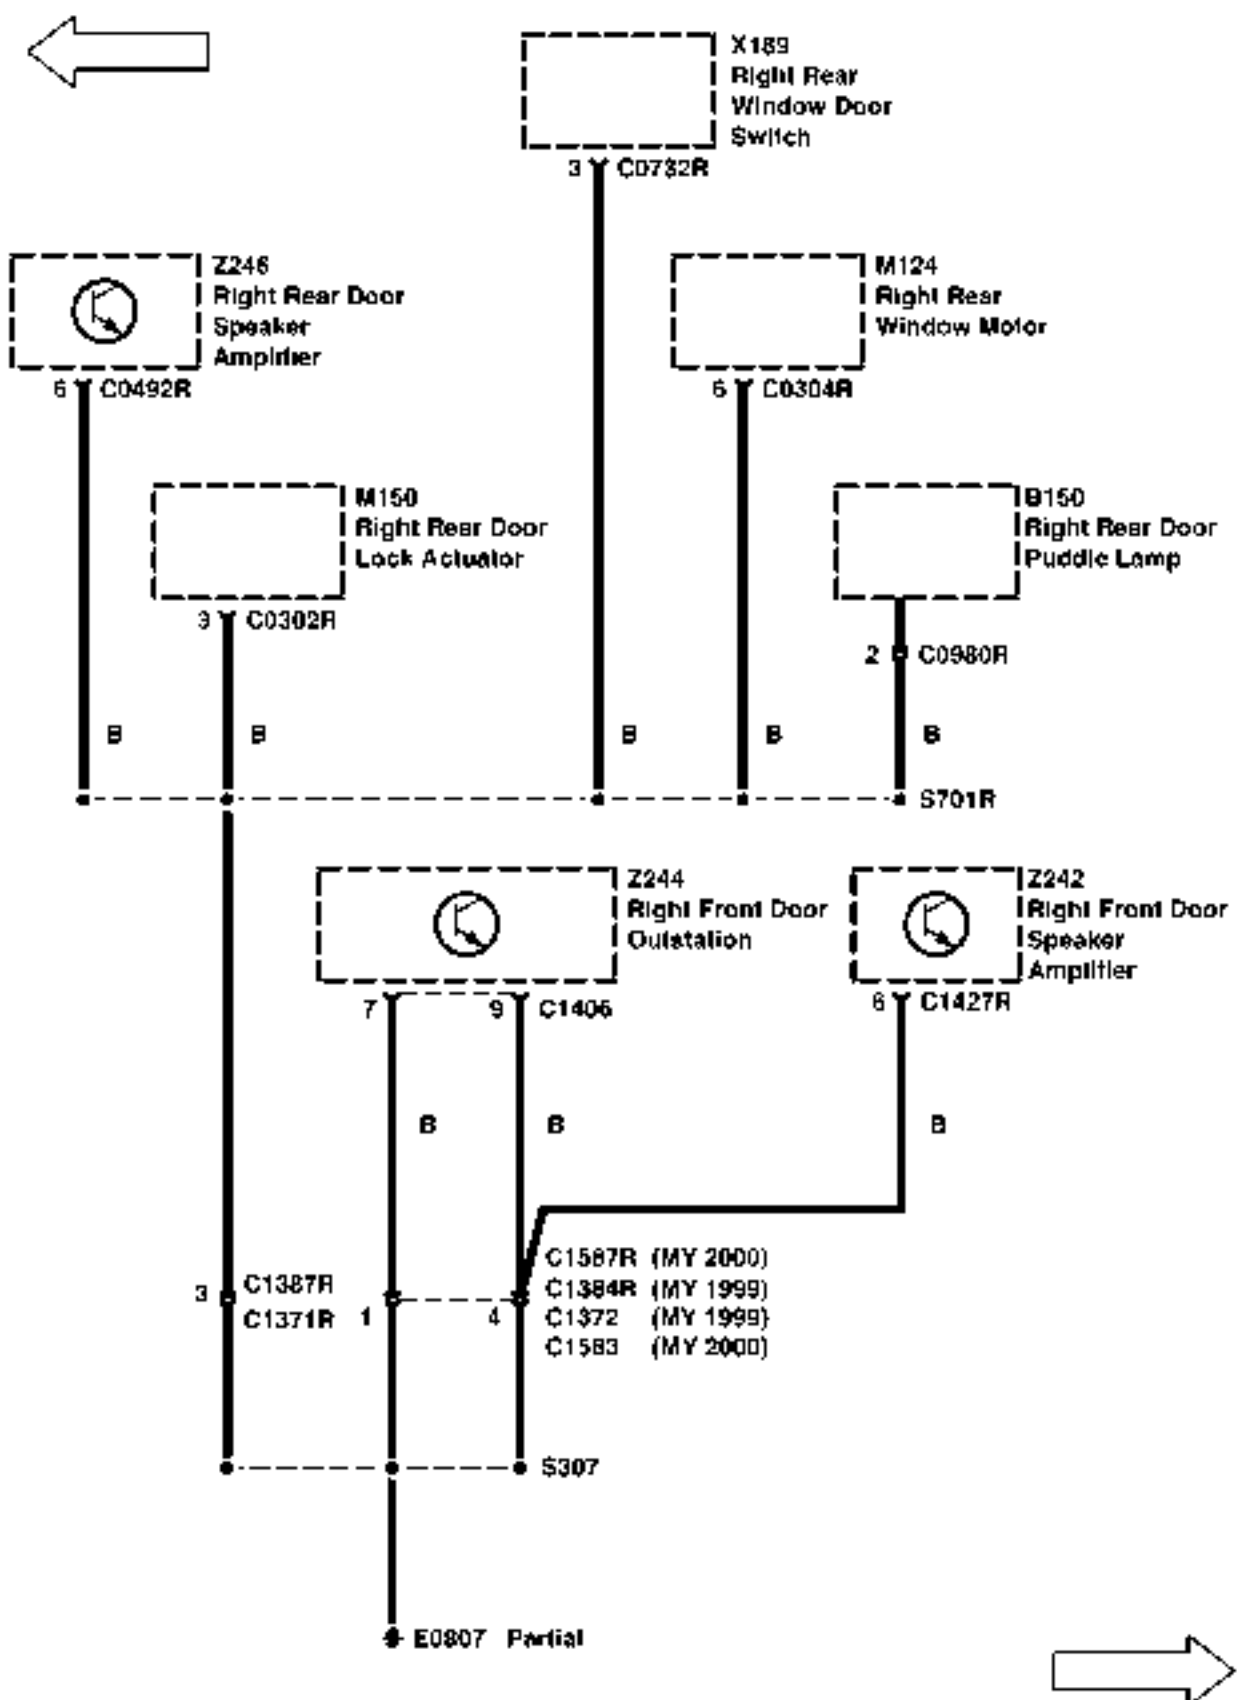 X189
Right Rear
Window Door
Switch
3 C0732R
Z246
Right Rear Door
Speaker
Amplifier
6 C0492R
M124
Right Rear
Window Motor
6 C0304R
M150
Right Rear Door
Lock Actuator
3 C0302R
B150
Right Rear Door
Puddle Lamp
2 C0980R
B B B B B
S701R
Z244
Right Front Door
Outstation
7 9 C1406
Z242
Right Front Door
Speaker
Amplifier
6 C1427R
B B B
3 C1387R
C1371R
1 4
C1587R (MY 2000)
C1384R (MY 1999)
C1372 (MY 1999)
C1583 (MY 2000)
S307
E0807 Partial